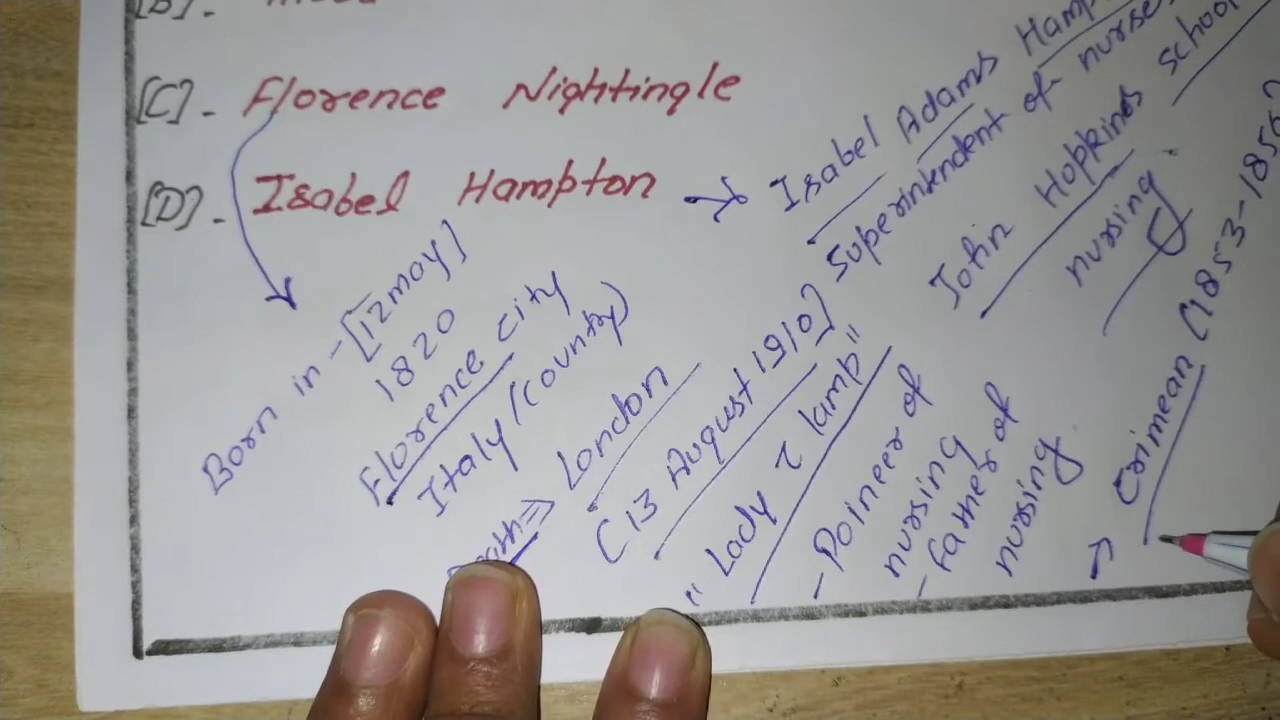 [C]. Florence Nightingle
[D]. Isabel Hampton → Isabel Adams
Superintendent of nurse
John Hopkins school
nursing
Born in - [12 may]
1820
Florence city
Italy (country)
London
(13 August 1910]
"Lady ට lamp"
- Poineer of
nursing
- father of
nursing
→ Crimean (1853-185